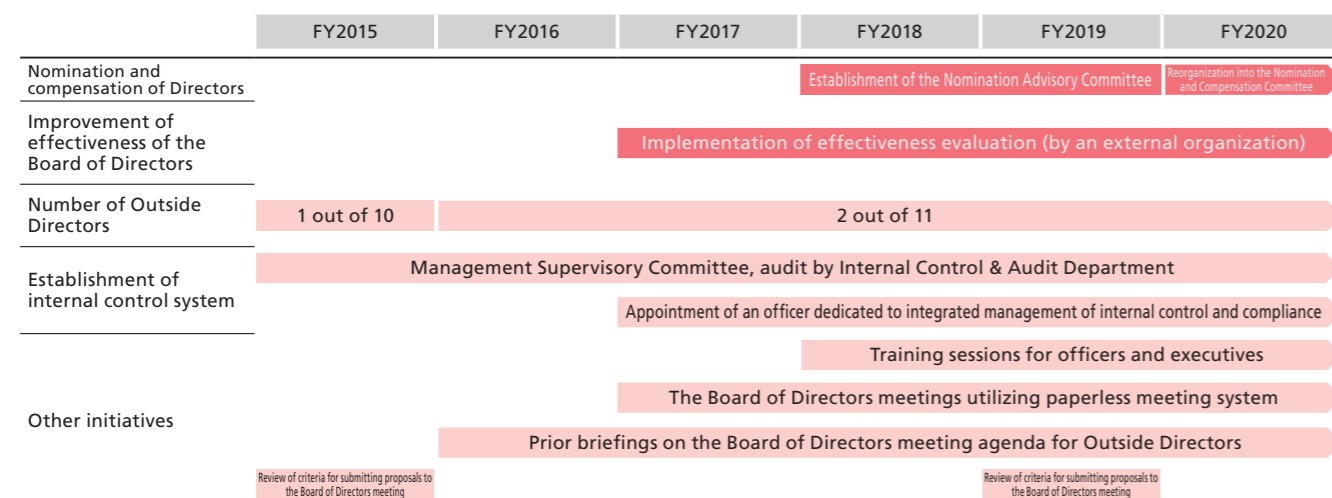 FY2015 FY2016 FY2017 FY2018 FY2019 FY2020
Nomination and
compensation of Directors
Establishment of the Nomination Advisory Committee
Reorganization into the Nomination
and Compensation Committee
Improvement of
effectiveness of the
Board of Directors
Implementation of effectiveness evaluation (by an external organization)
Number of Outside
Directors
1 out of 10
2 out of 11
Establishment of
internal control system
Management Supervisory Committee, audit by Internal Control & Audit Department
Appointment of an officer dedicated to integrated management of internal control and compliance
Other initiatives
Training sessions for officers and executives
The Board of Directors meetings utilizing paperless meeting system
Prior briefings on the Board of Directors meeting agenda for Outside Directors
Review of criteria for submitting proposals to
the Board of Directors meeting
Review of criteria for submitting proposals to
the Board of Directors meeting